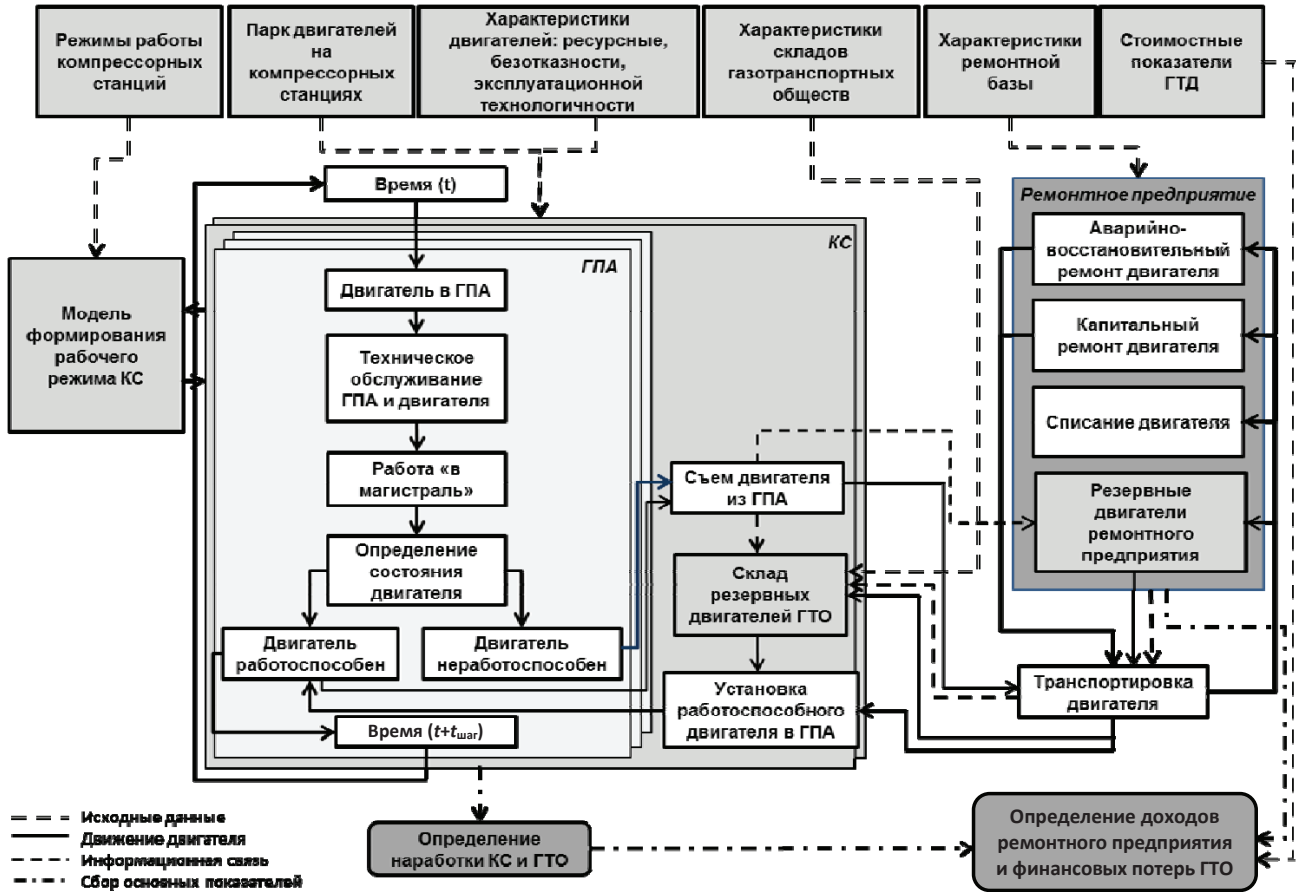 Режимы работы
компрессорных
станций
Парк двигателей
на
компрессорных
станциях
Характеристики
двигателей: ресурсные,
безотказности,
эксплуатационной
технологичности
Характеристики
складов
газотранспортных
обществ
Характеристики
ремонтной
базы
Стоимостные
показатели
ГТД
Время (t)
КС
ГПА
Модель
формирования
рабочего
режима КС
Двигатель в ГПА
Техническое
обслуживание
ГПА и двигателя
Работа «в
магистраль»
Определение
состояния
двигателя
Двигатель
работоспособен
Двигатель
неработоспособен
Время (t+tшаг)
Съем двигателя
из ГПА
Склад
резервных
двигателей ГТО
Установка
работоспособного
двигателя в ГПА
Ремонтное предприятие
Аварийно-
восстановительный
ремонт двигателя
Капитальный
ремонт двигателя
Списание двигателя
Резервные
двигатели
ремонтного
предприятия
Транспортировка
двигателя
Исходные данные
Движение двигателя
Информационная связь
Сбор основных показателей
Определение
наработки КС и ГТО
Определение доходов
ремонтного предприятия
и финансовых потерь ГТО